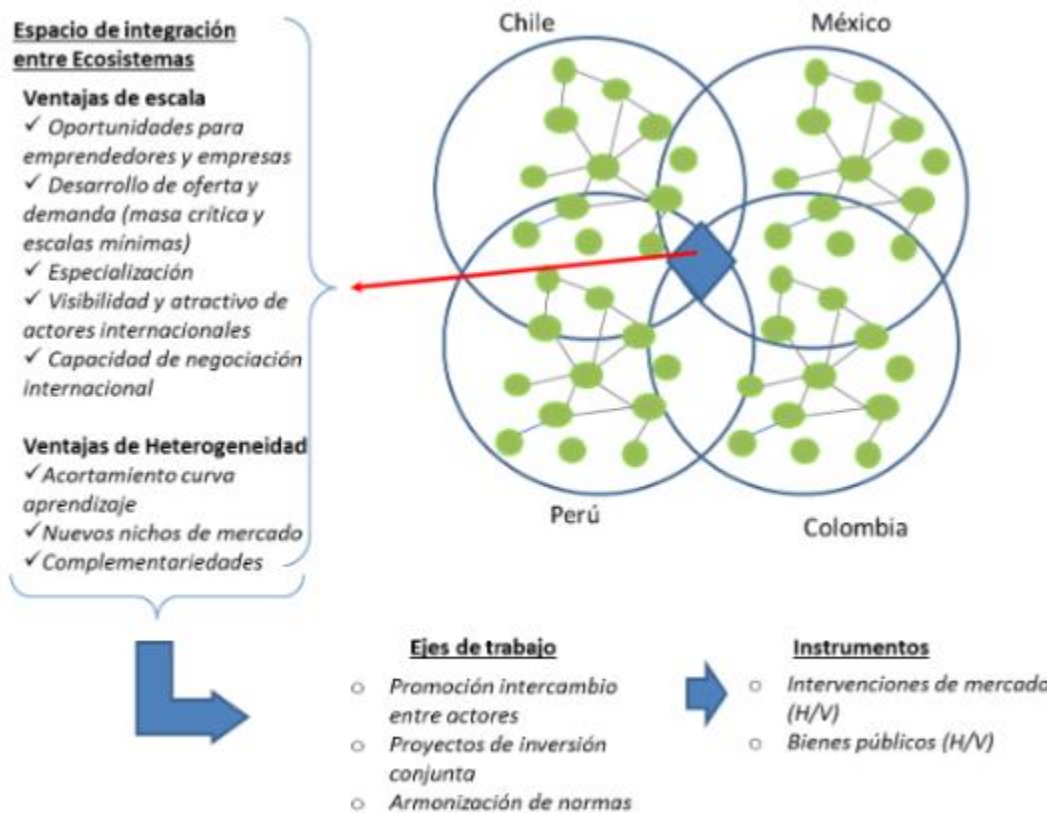 Espacio de integración
entre Ecosistemas
Ventajas de escala
✓ Oportunidades para
emprendedores y empresas
✓ Desarrollo de oferta y
demanda (masa crítica y
escalas mínimas)
✓ Especialización
✓ Visibilidad y atractivo de
actores internacionales
✓ Capacidad de negociación
internacional
Ventajas de Heterogeneidad
✓Acortamiento curva
aprendizaje
✓Nuevos nichos de mercado
✓Complementariedades
Chile
México
Perú
Colombia
Ejes de trabajo
○ Promoción intercambio
entre actores
○ Proyectos de inversión
conjunta
○ Armonización de normas
Instrumentos
○ Intervenciones de mercado
(H/V)
○ Bienes públicos (H/V)